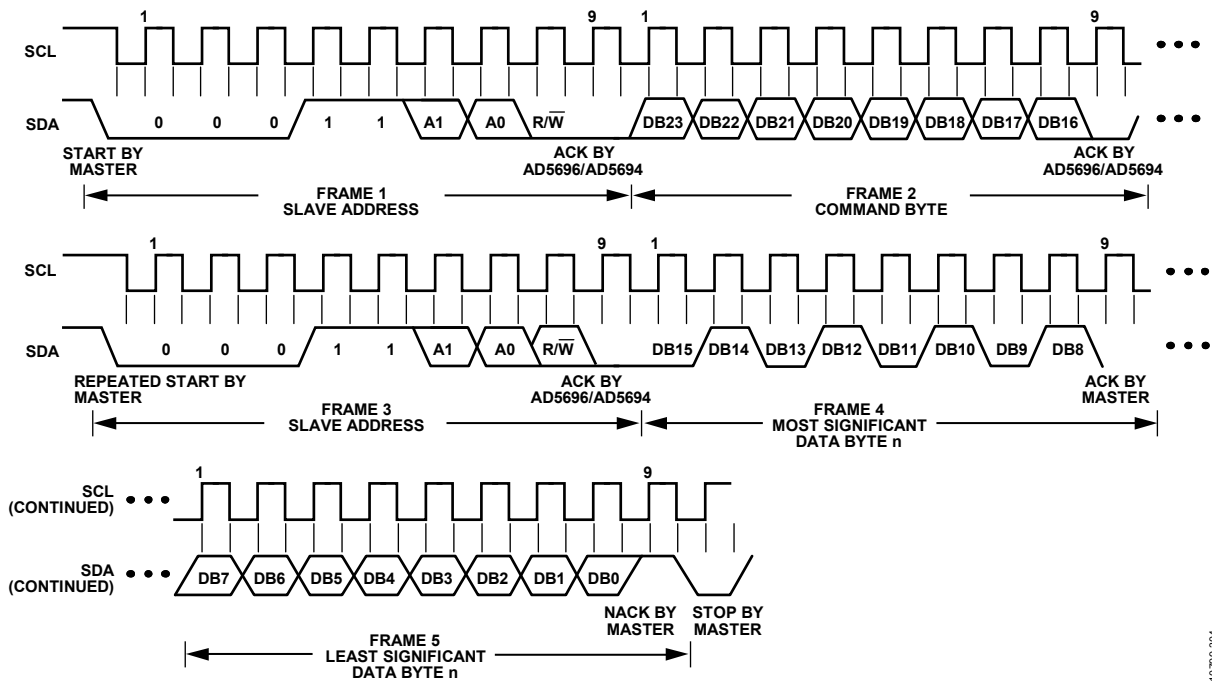 1 9 1 9
SCL
SDA 0 0 0 1 1 A1 A0 R/W̅ DB23 DB22 DB21 DB20 DB19 DB18 DB17 DB16
START BY
MASTER
ACK BY
AD5696/AD5694
ACK BY
AD5696/AD5694
FRAME 1
SLAVE ADDRESS
FRAME 2
COMMAND BYTE
1 9 1 9
SCL
SDA 0 0 0 1 1 A1 A0 R/W̅ DB15 DB14 DB13 DB12 DB11 DB10 DB9 DB8
REPEATED START BY
MASTER
ACK BY
AD5696/AD5694
ACK BY
MASTER
FRAME 3
SLAVE ADDRESS
FRAME 4
MOST SIGNIFICANT
DATA BYTE n
1 9
SCL
(CONTINUED)
SDA
(CONTINUED)
DB7 DB6 DB5 DB4 DB3 DB2 DB1 DB0
NACK BY
MASTER
STOP BY
MASTER
FRAME 5
LEAST SIGNIFICANT
DATA BYTE n